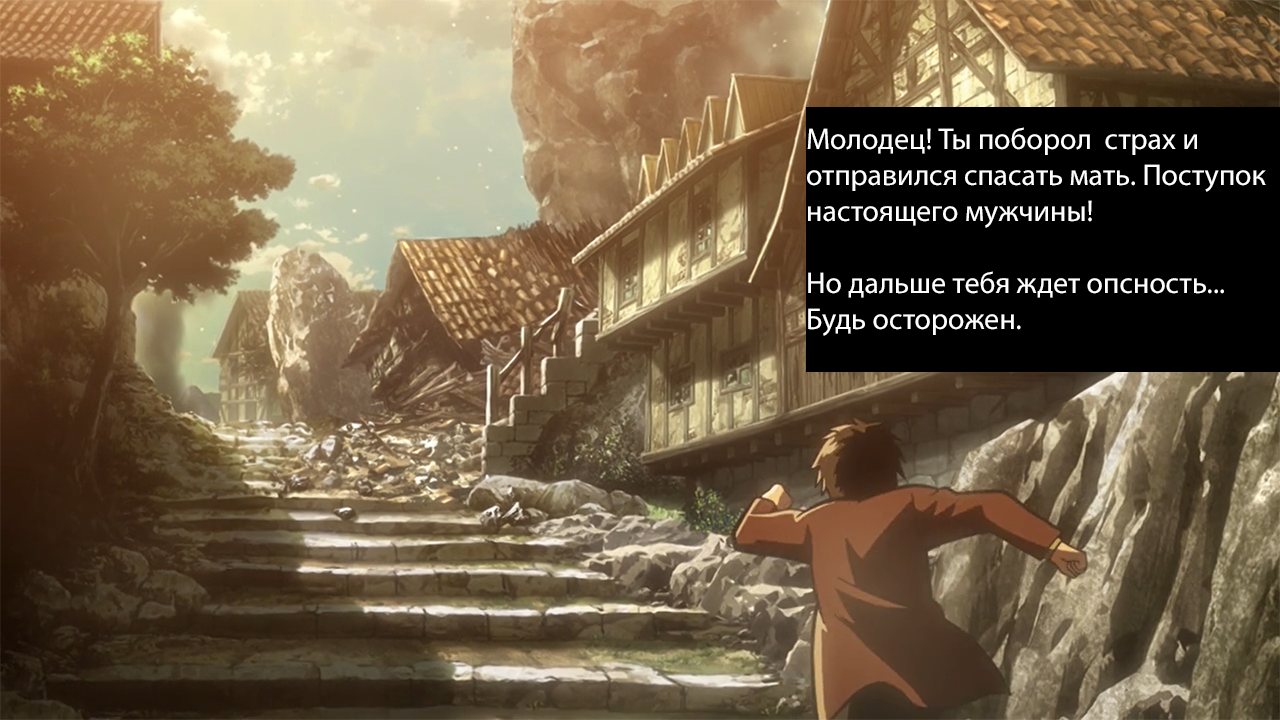 Молодец! Ты поборол  страх и
отправился спасать мать. Поступок
настоящего мужчины!
Но дальше тебя ждет опсность...
Будь осторожен.